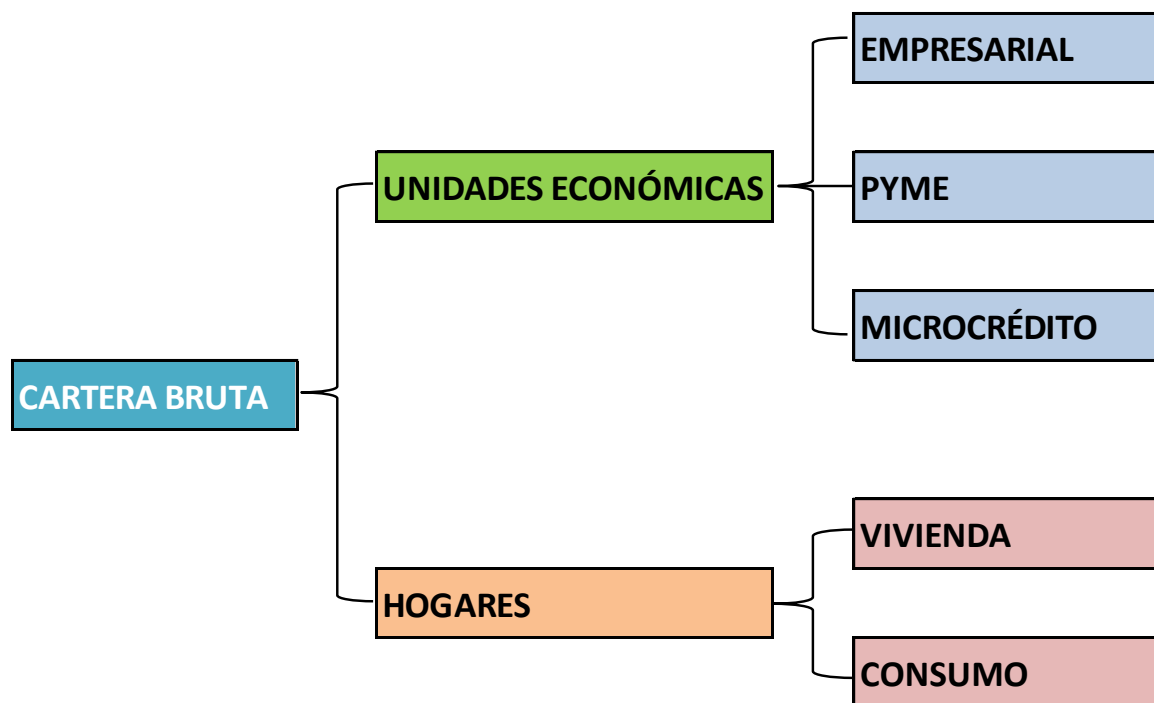 EMPRESARIAL
UNIDADES ECONÓMICAS
PYME
MICROCRÉDITO
CARTERA BRUTA
VIVIENDA
HOGARES
CONSUMO